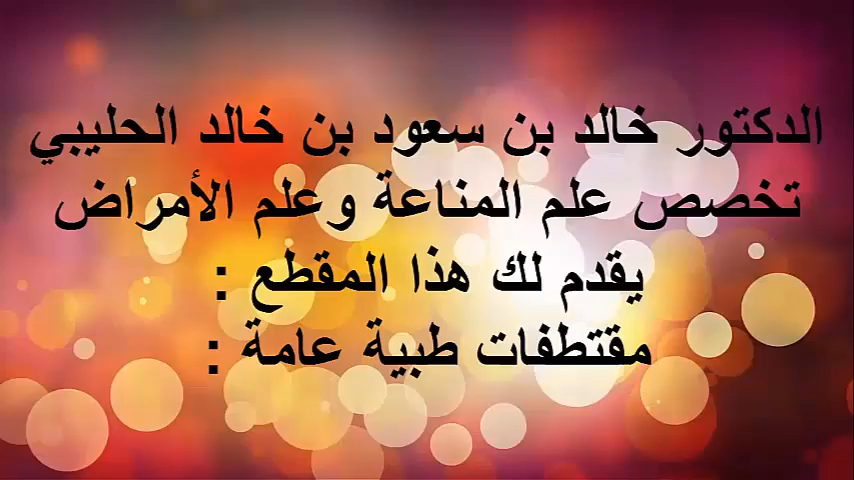 الدكتور خالد بن سعود بن خالد الحليبي
تخصص علم المناعة وعلم الأمراض
يقدم لك هذا المقطع :
مقتطفات طبية عامة :